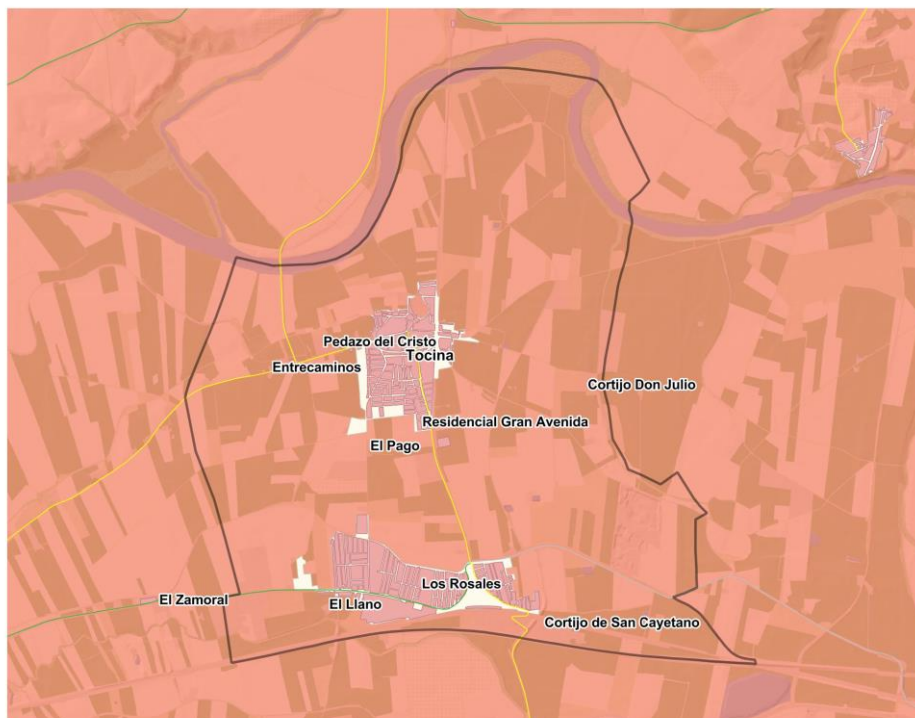 Pedazo del Cristo
Tocina
Entrecaminos
Cortijo Don Julio
Residencial Gran Avenida
El Pago
Los Rosales
El Zamoral
El Llano
Cortijo de San Cayetano